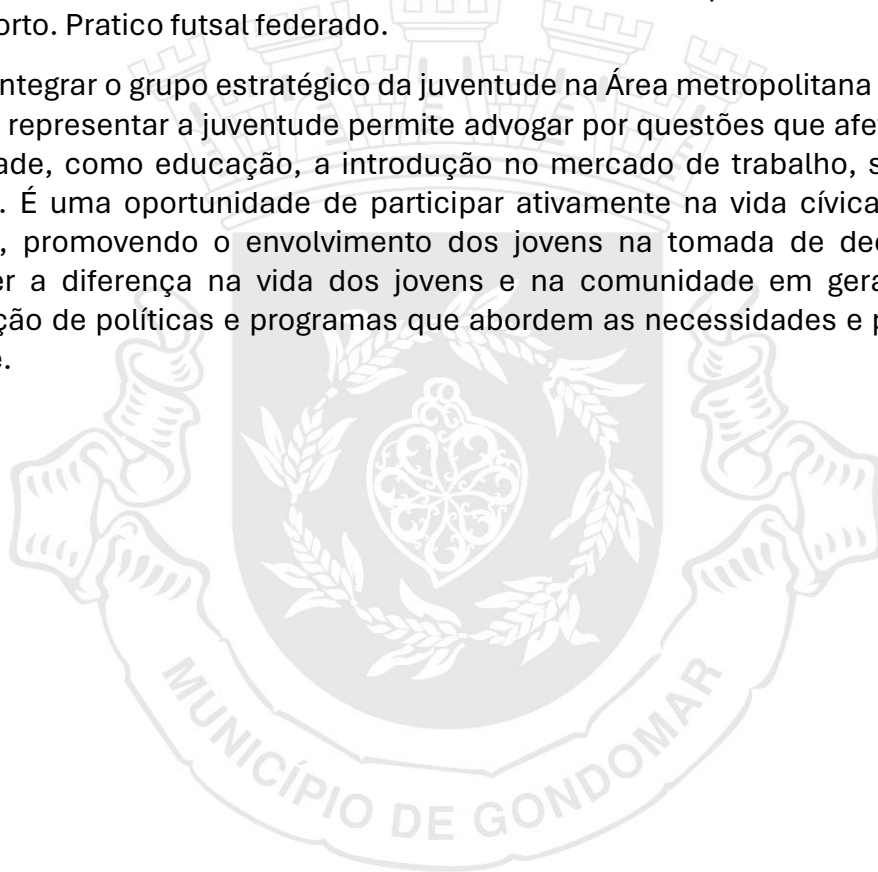 orto. Pratico futsal federado.
ntegrar o grupo estratégico da juventude na Área metropolitana
representar a juventude permite advogar por questões que afe
ade, como educação, a introdução no mercado de trabalho, s
. É uma oportunidade de participar ativamente na vida cívica
, promovendo o envolvimento dos jovens na tomada de de
er a diferença na vida dos jovens e na comunidade em ger
ção de políticas e programas que abordem as necessidades e p
.
MUNICÍPIO DE GONDOMAR